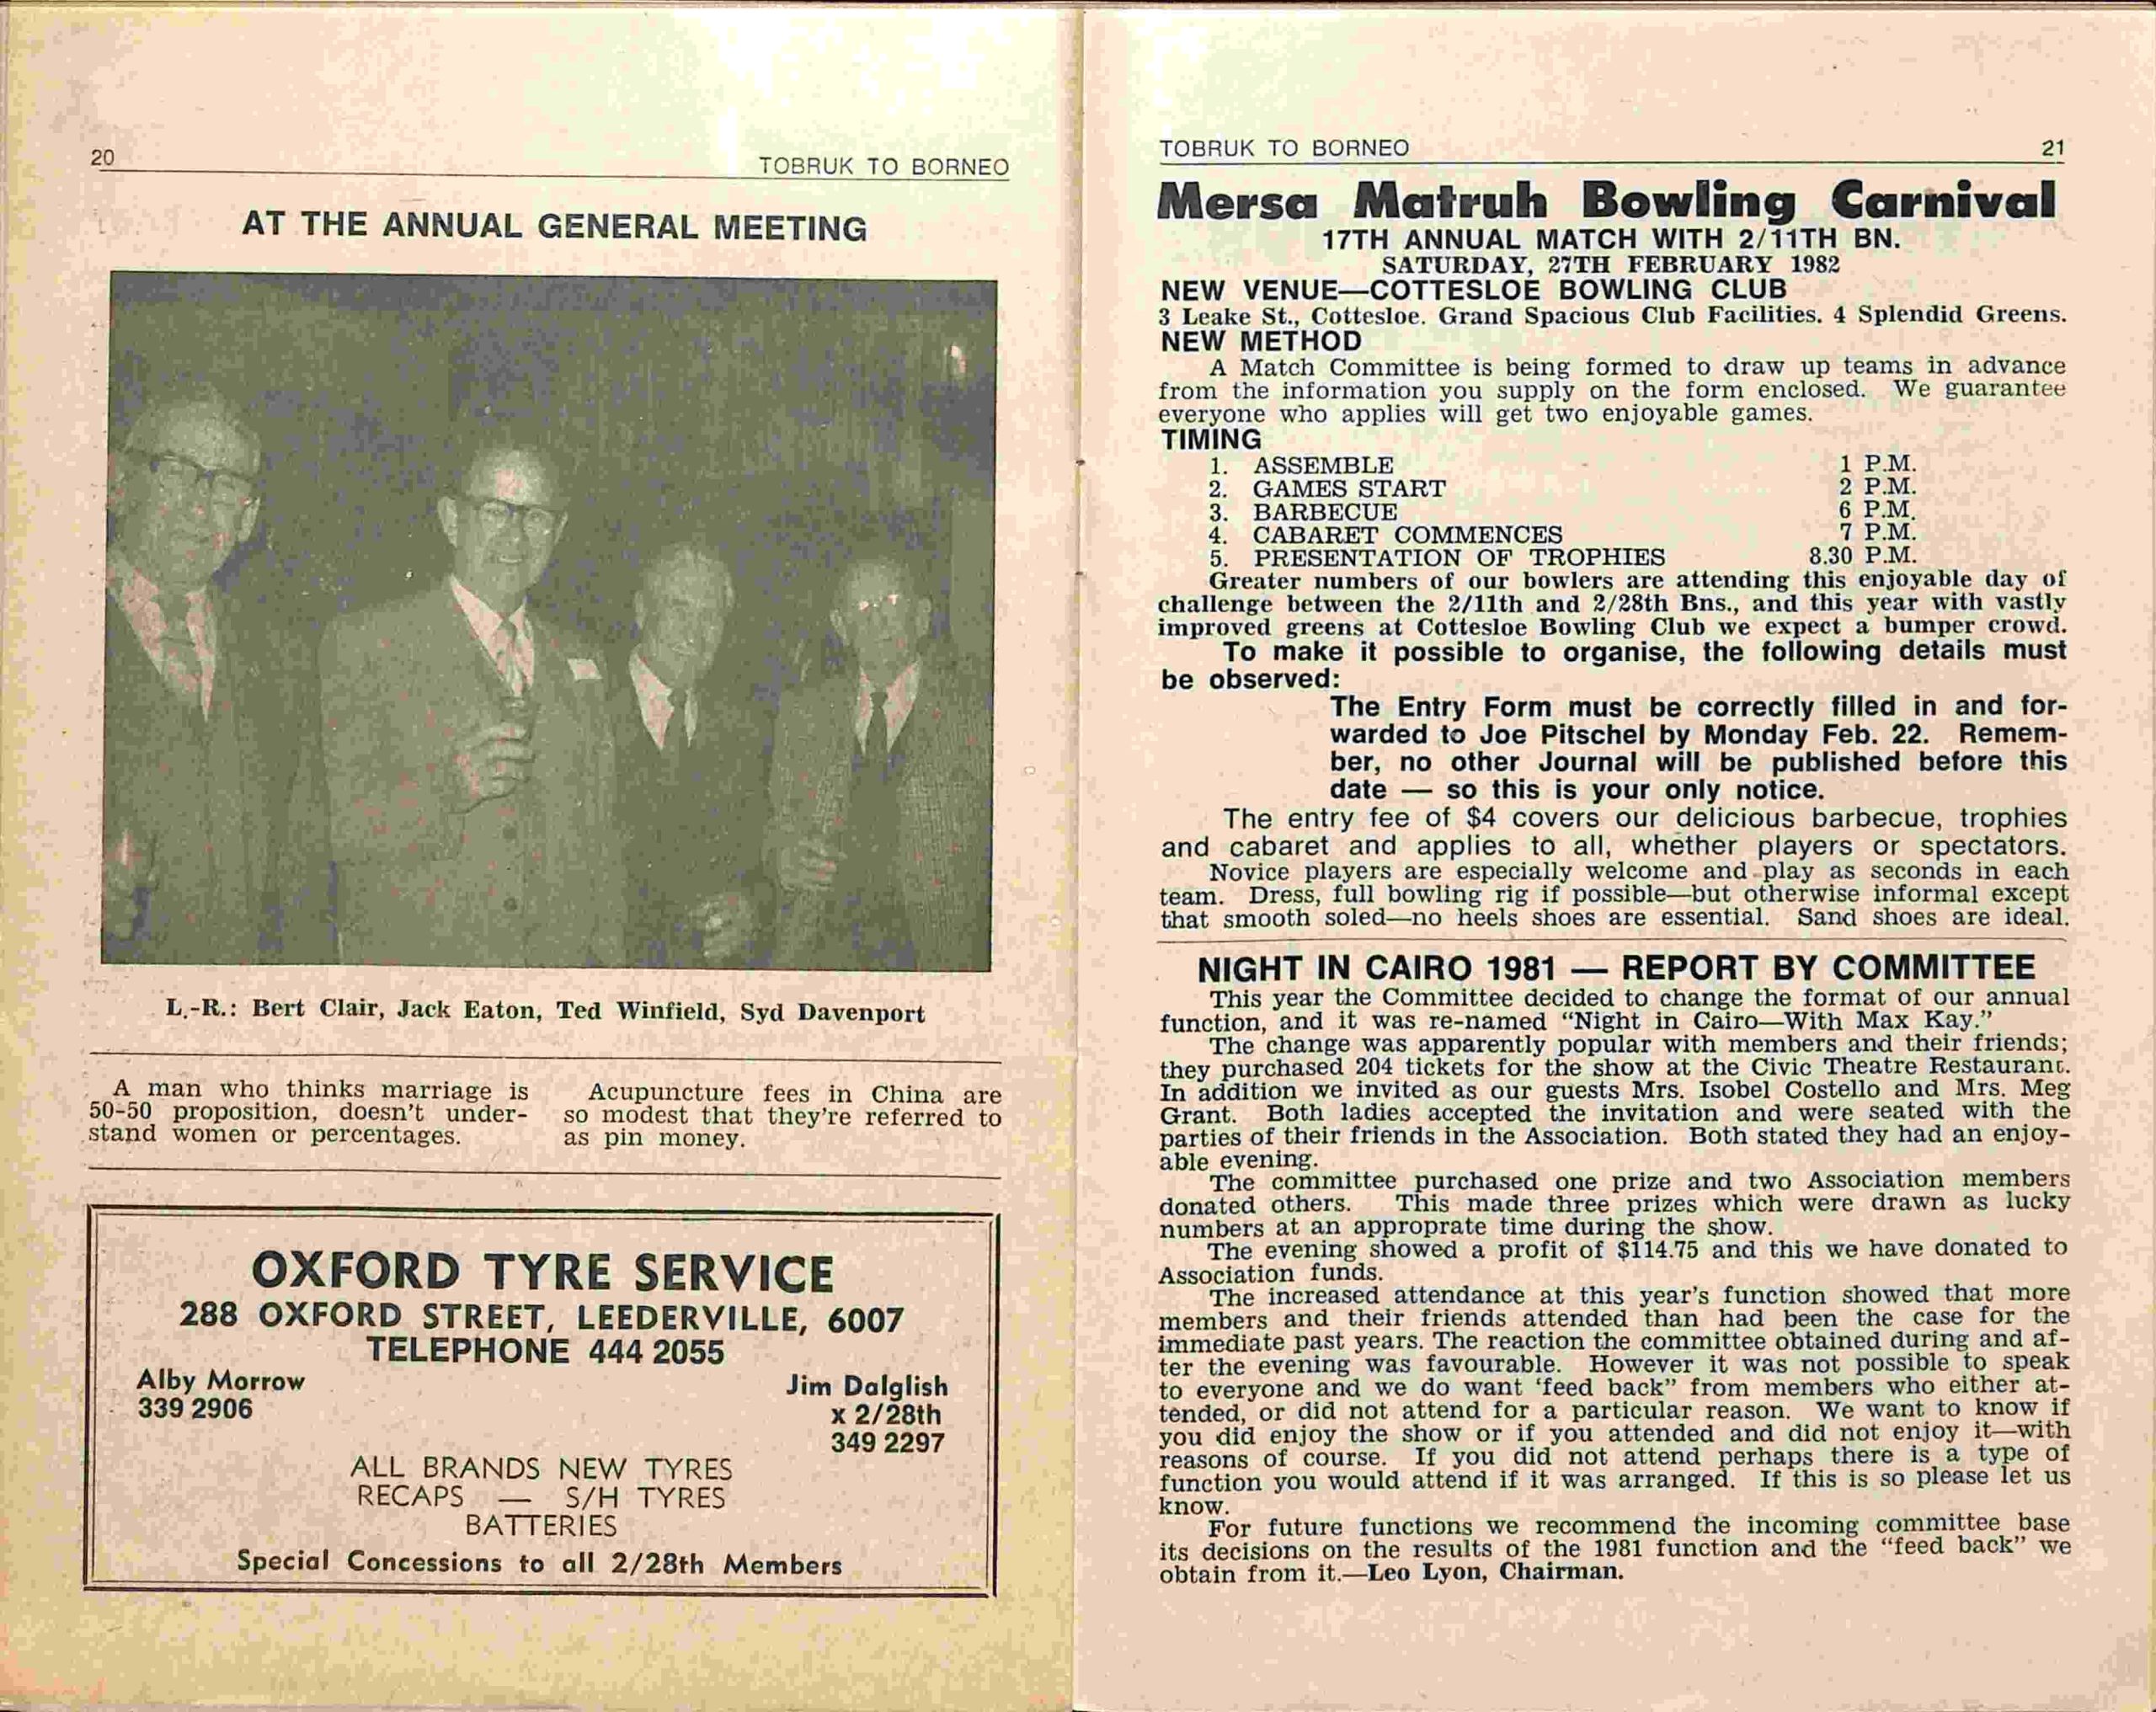 20
TOBRUK TO BORNEO
AT THE ANNUAL GENERAL MEETING
L.-R.: Bert Clair, Jack Eaton, Ted Winfield, Syd Davenport
A man who thinks marriage is
50-50 proposition, doesn't under-
stand women or percentages.
Acupuncture fees in China are
so modest that they're referred to
as pin money.
OXFORD TYRE SERVICE
288 OXFORD STREET, LEEDERVILLE, 6007
TELEPHONE 444 2055
Alby Morrow
339 2906
Jim Dalglish
x 2/28th
349 2297
ALL BRANDS NEW TYRES
RECAPS — S/H TYRES
BATTERIES
Special Concessions to all 2/28th Members
TOBRUK TO BORNEO 21
Mersa Matruh Bowling Carnival
17TH ANNUAL MATCH WITH 2/11TH BN.
SATURDAY, 27TH FEBRUARY 1982
NEW VENUE—COTTESLOE BOWLING CLUB
3 Leake St., Cottesloe. Grand Spacious Club Facilities. 4 Splendid Greens.
NEW METHOD
A Match Committee is being formed to draw up teams in advance
from the information you supply on the form enclosed. We guarantee
everyone who applies will get two enjoyable games.
TIMING
1. ASSEMBLE 1 P.M.
2. GAMES START 2 P.M.
3. BARBECUE 6 P.M.
4. CABARET COMMENCES 7 P.M.
5. PRESENTATION OF TROPHIES 8.30 P.M.
Greater numbers of our bowlers are attending this enjoyable day of
challenge between the 2/11th and 2/28th Bns., and this year with vastly
improved greens at Cottesloe Bowling Club we expect a bumper crowd.
To make it possible to organise, the following details must
be observed:
The Entry Form must be correctly filled in and for-
warded to Joe Pitschel by Monday Feb. 22. Remem-
ber, no other Journal will be published before this
date — so this is your only notice.
The entry fee of $4 covers our delicious barbecue, trophies
and cabaret and applies to all, whether players or spectators.
Novice players are especially welcome and play as seconds in each
team. Dress, full bowling rig if possible—but otherwise informal except
that smooth soled—no heels shoes are essential. Sand shoes are ideal.
NIGHT IN CAIRO 1981 — REPORT BY COMMITTEE
This year the Committee decided to change the format of our annual
function, and it was re-named "Night in Cairo—With Max Kay."
The change was apparently popular with members and their friends;
they purchased 204 tickets for the show at the Civic Theatre Restaurant.
In addition we invited as our guests Mrs. Isobel Costello and Mrs. Meg
Grant. Both ladies accepted the invitation and were seated with the
parties of their friends in the Association. Both stated they had an enjoy-
able evening.
The committee purchased one prize and two Association members
donated others. This made three prizes which were drawn as lucky
numbers at an approprate time during the show.
The evening showed a profit of $114.75 and this we have donated to
Association funds.
The increased attendance at this year's function showed that more
members and their friends attended than had been the case for the
immediate past years. The reaction the committee obtained during and af-
ter the evening was favourable. However it was not possible to speak
to everyone and we do want 'feed back" from members who either at-
tended, or did not attend for a particular reason. We want to know if
you did enjoy the show or if you attended and did not enjoy it—with
reasons of course. If you did not attend perhaps there is a type of
function you would attend if it was arranged. If this is so please let us
know.
For future functions we recommend the incoming committee base
its decisions on the results of the 1981 function and the "feed back" we
obtain from it.—Leo Lyon, Chairman.